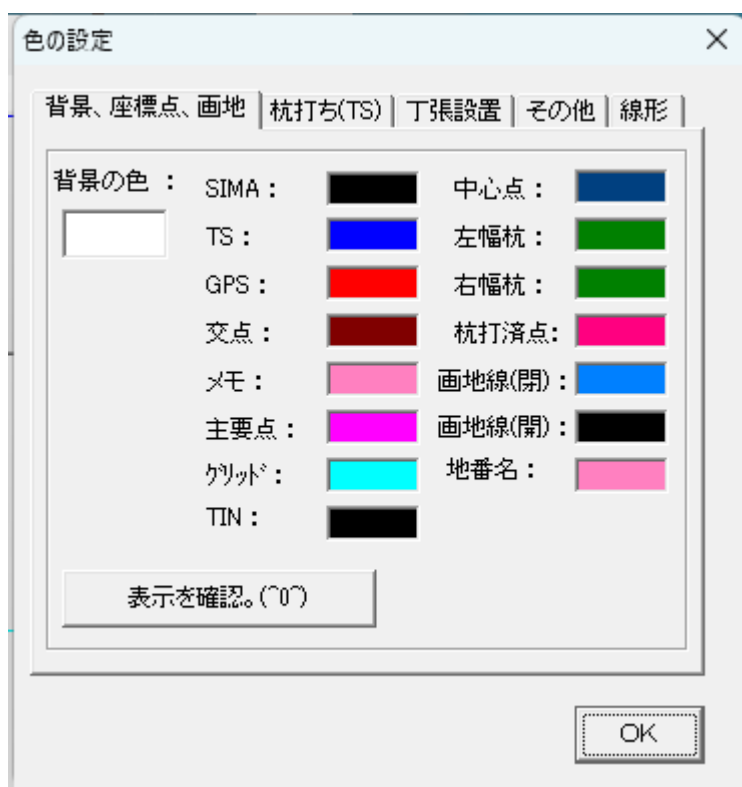 色の設定
背景、座標点、画地
杭打ち(TS)
丁張設置
その他
線形
背景の色 :
SIMA :
TS :
GPS :
交点 :
メモ :
主要点 :
グリッド :
TIN :
中心点 :
左幅杭 :
右幅杭 :
杭打済点:
画地線(閉) :
画地線(開) :
地番名 :
表示を確認。(^0^)
OK